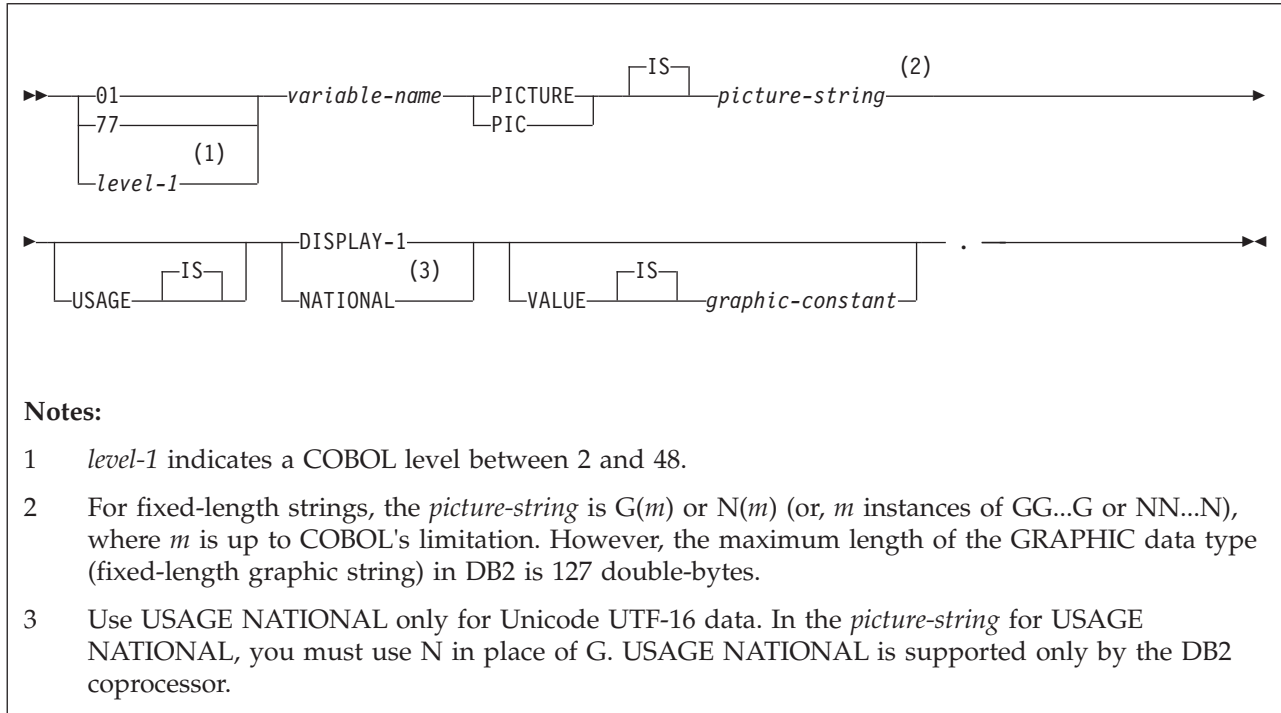 IS (2)
01 variable-name PICTURE picture-string
77 PIC
(1)
level-1
DISPLAY-1 .
IS (3) IS
USAGE NATIONAL VALUE graphic-constant
Notes:
1 level-1 indicates a COBOL level between 2 and 48.
2 For fixed-length strings, the picture-string is G(m) or N(m) (or, m instances of GG...G or NN...N),
where m is up to COBOL's limitation. However, the maximum length of the GRAPHIC data type
(fixed-length graphic string) in DB2 is 127 double-bytes.
3 Use USAGE NATIONAL only for Unicode UTF-16 data. In the picture-string for USAGE
NATIONAL, you must use N in place of G. USAGE NATIONAL is supported only by the DB2
coprocessor.